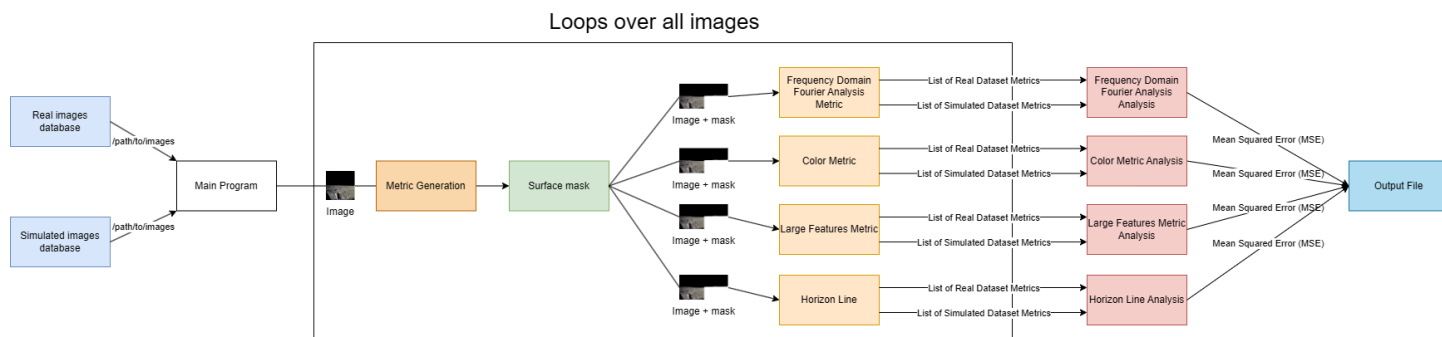 Loops over all images
Real images
database
/path/to/images
Simulated images
database
/path/to/images
Main Program
Image
Metric Generation
Surface mask
Image + mask
Image + mask
Image + mask
Image + mask
Frequency Domain
Fourier Analysis
Metric
Color Metric
Large Features Metric
Horizon Line
List of Real Dataset Metrics
List of Simulated Dataset Metrics
List of Real Dataset Metrics
List of Simulated Dataset Metrics
List of Real Dataset Metrics
List of Simulated Dataset Metrics
List of Real Dataset Metrics
List of Simulated Dataset Metrics
Frequency Domain
Fourier Analysis
Analysis
Color Metric Analysis
Large Features Metric
Analysis
Horizon Line Analysis
Mean Squared Error (MSE)
Mean Squared Error (MSE)
Mean Squared Error (MSE)
Mean Squared Error (MSE)
Output File